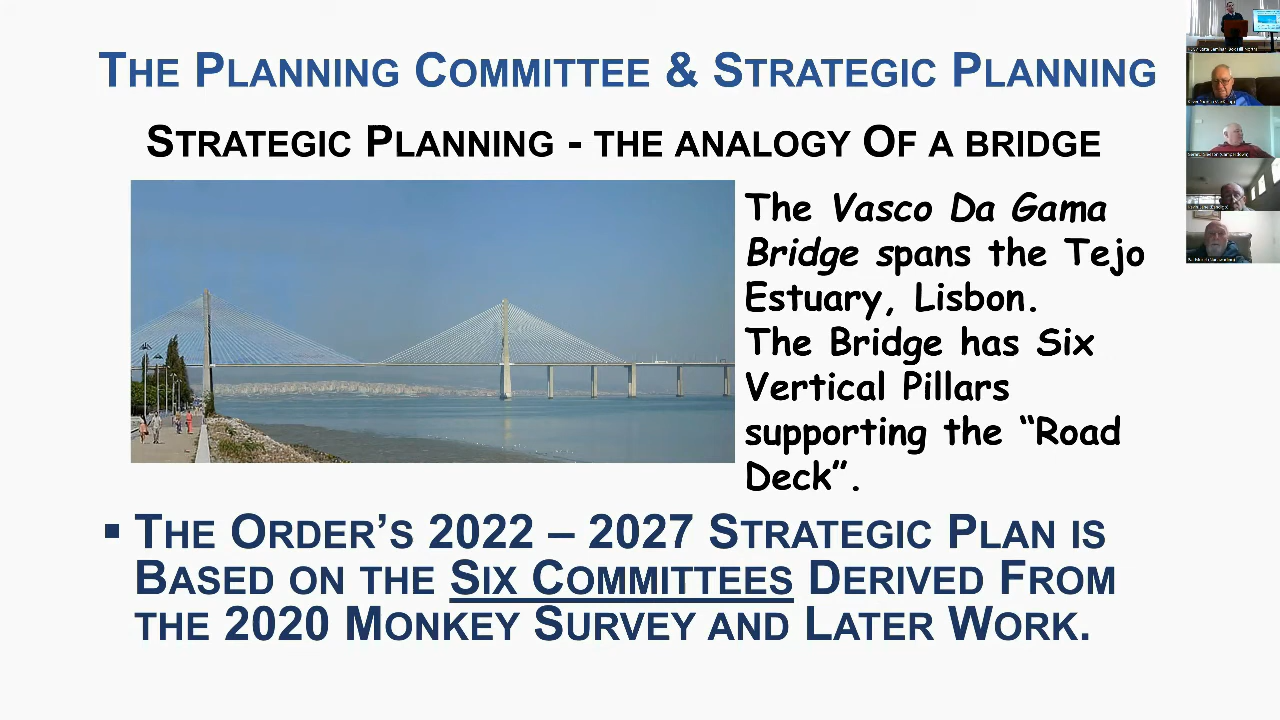 THE PLANNING COMMITTEE & STRATEGIC PLANNING
STRATEGIC PLANNING - THE ANALOGY OF A BRIDGE
The Vasco Da Gama
Bridge spans the Tejo
Estuary, Lisbon.
The Bridge has Six
Vertical Pillars
supporting the “Road
Deck”.
▪ THE ORDER’S 2022 – 2027 STRATEGIC PLAN IS
BASED ON THE SIX COMMITTEES DERIVED FROM
THE 2020 MONKEY SURVEY AND LATER WORK.